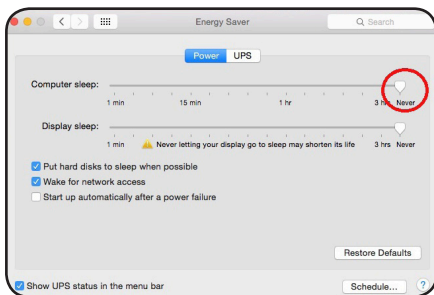 Energy Saver
Search
Power UPS
Computer sleep:
1 min 15 min 1 hr 3 hrs Never
Display sleep:
1 min Never letting your display go to sleep may shorten its life 3 hrs Never
Put hard disks to sleep when possible
Wake for network access
Start up automatically after a power failure
Restore Defaults
Show UPS status in the menu bar Schedule... ?